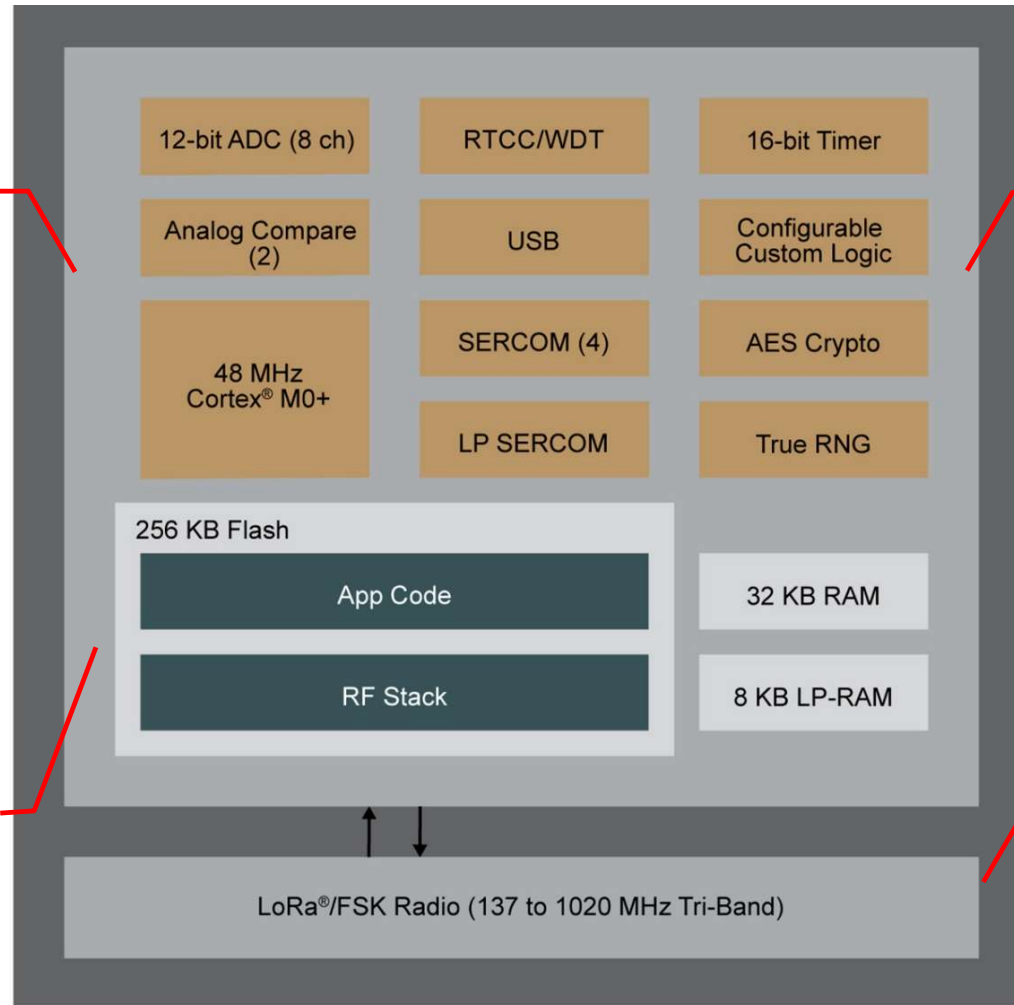 12-bit ADC (8 ch)
RTCC/WDT
16-bit Timer
Analog Compare
(2)
USB
Configurable
Custom Logic
48 MHz
Cortex® M0+
SERCOM (4)
AES Crypto
LP SERCOM
True RNG
256 KB Flash
App Code
32 KB RAM
RF Stack
8 KB LP-RAM
LoRa®/FSK Radio (137 to 1020 MHz Tri-Band)